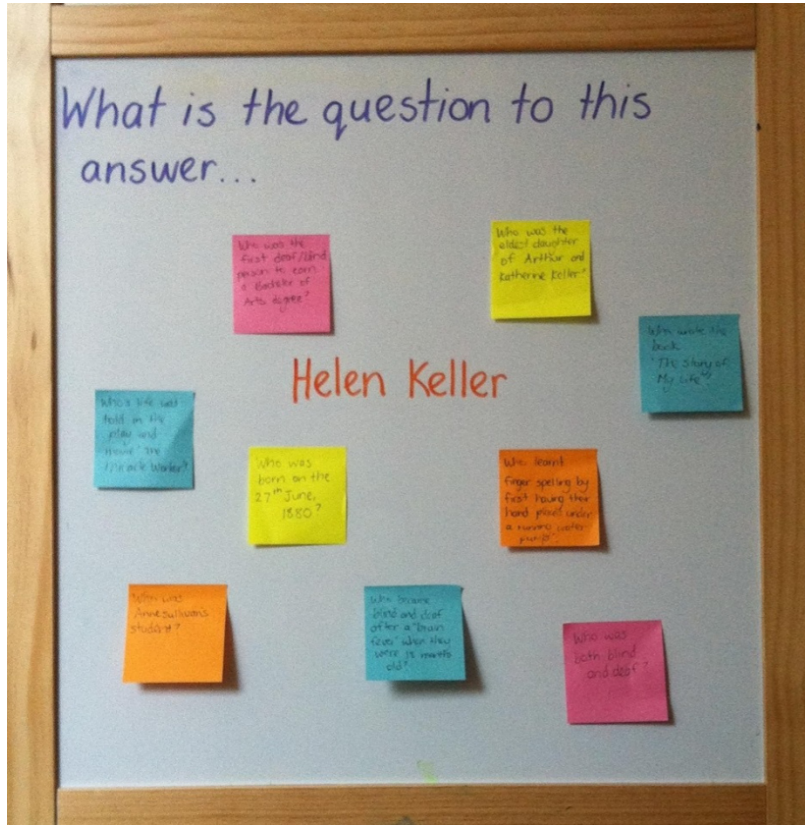 What is the question to this
answer...
Who was the
first deaf/blind
person to earn
a Bachelor of
Arts degree?
Who was the
eldest daughter
of Arthur and
Katherine Keller?
Who wrote the
book
"The Story of
My Life"?
Helen Keller
Who's life was
told in the
play and
movie 'The
Miracle Worker'?
Who was
born on the
27th June,
1880?
Who learnt
finger spelling by
first having their
hand placed under
a running water
pump?
Who was
Anne Sullivan's
student?
Who became
blind and deaf
after a 'brain
fever' when they
were 18 months
old?
Who was
both blind
and deaf?